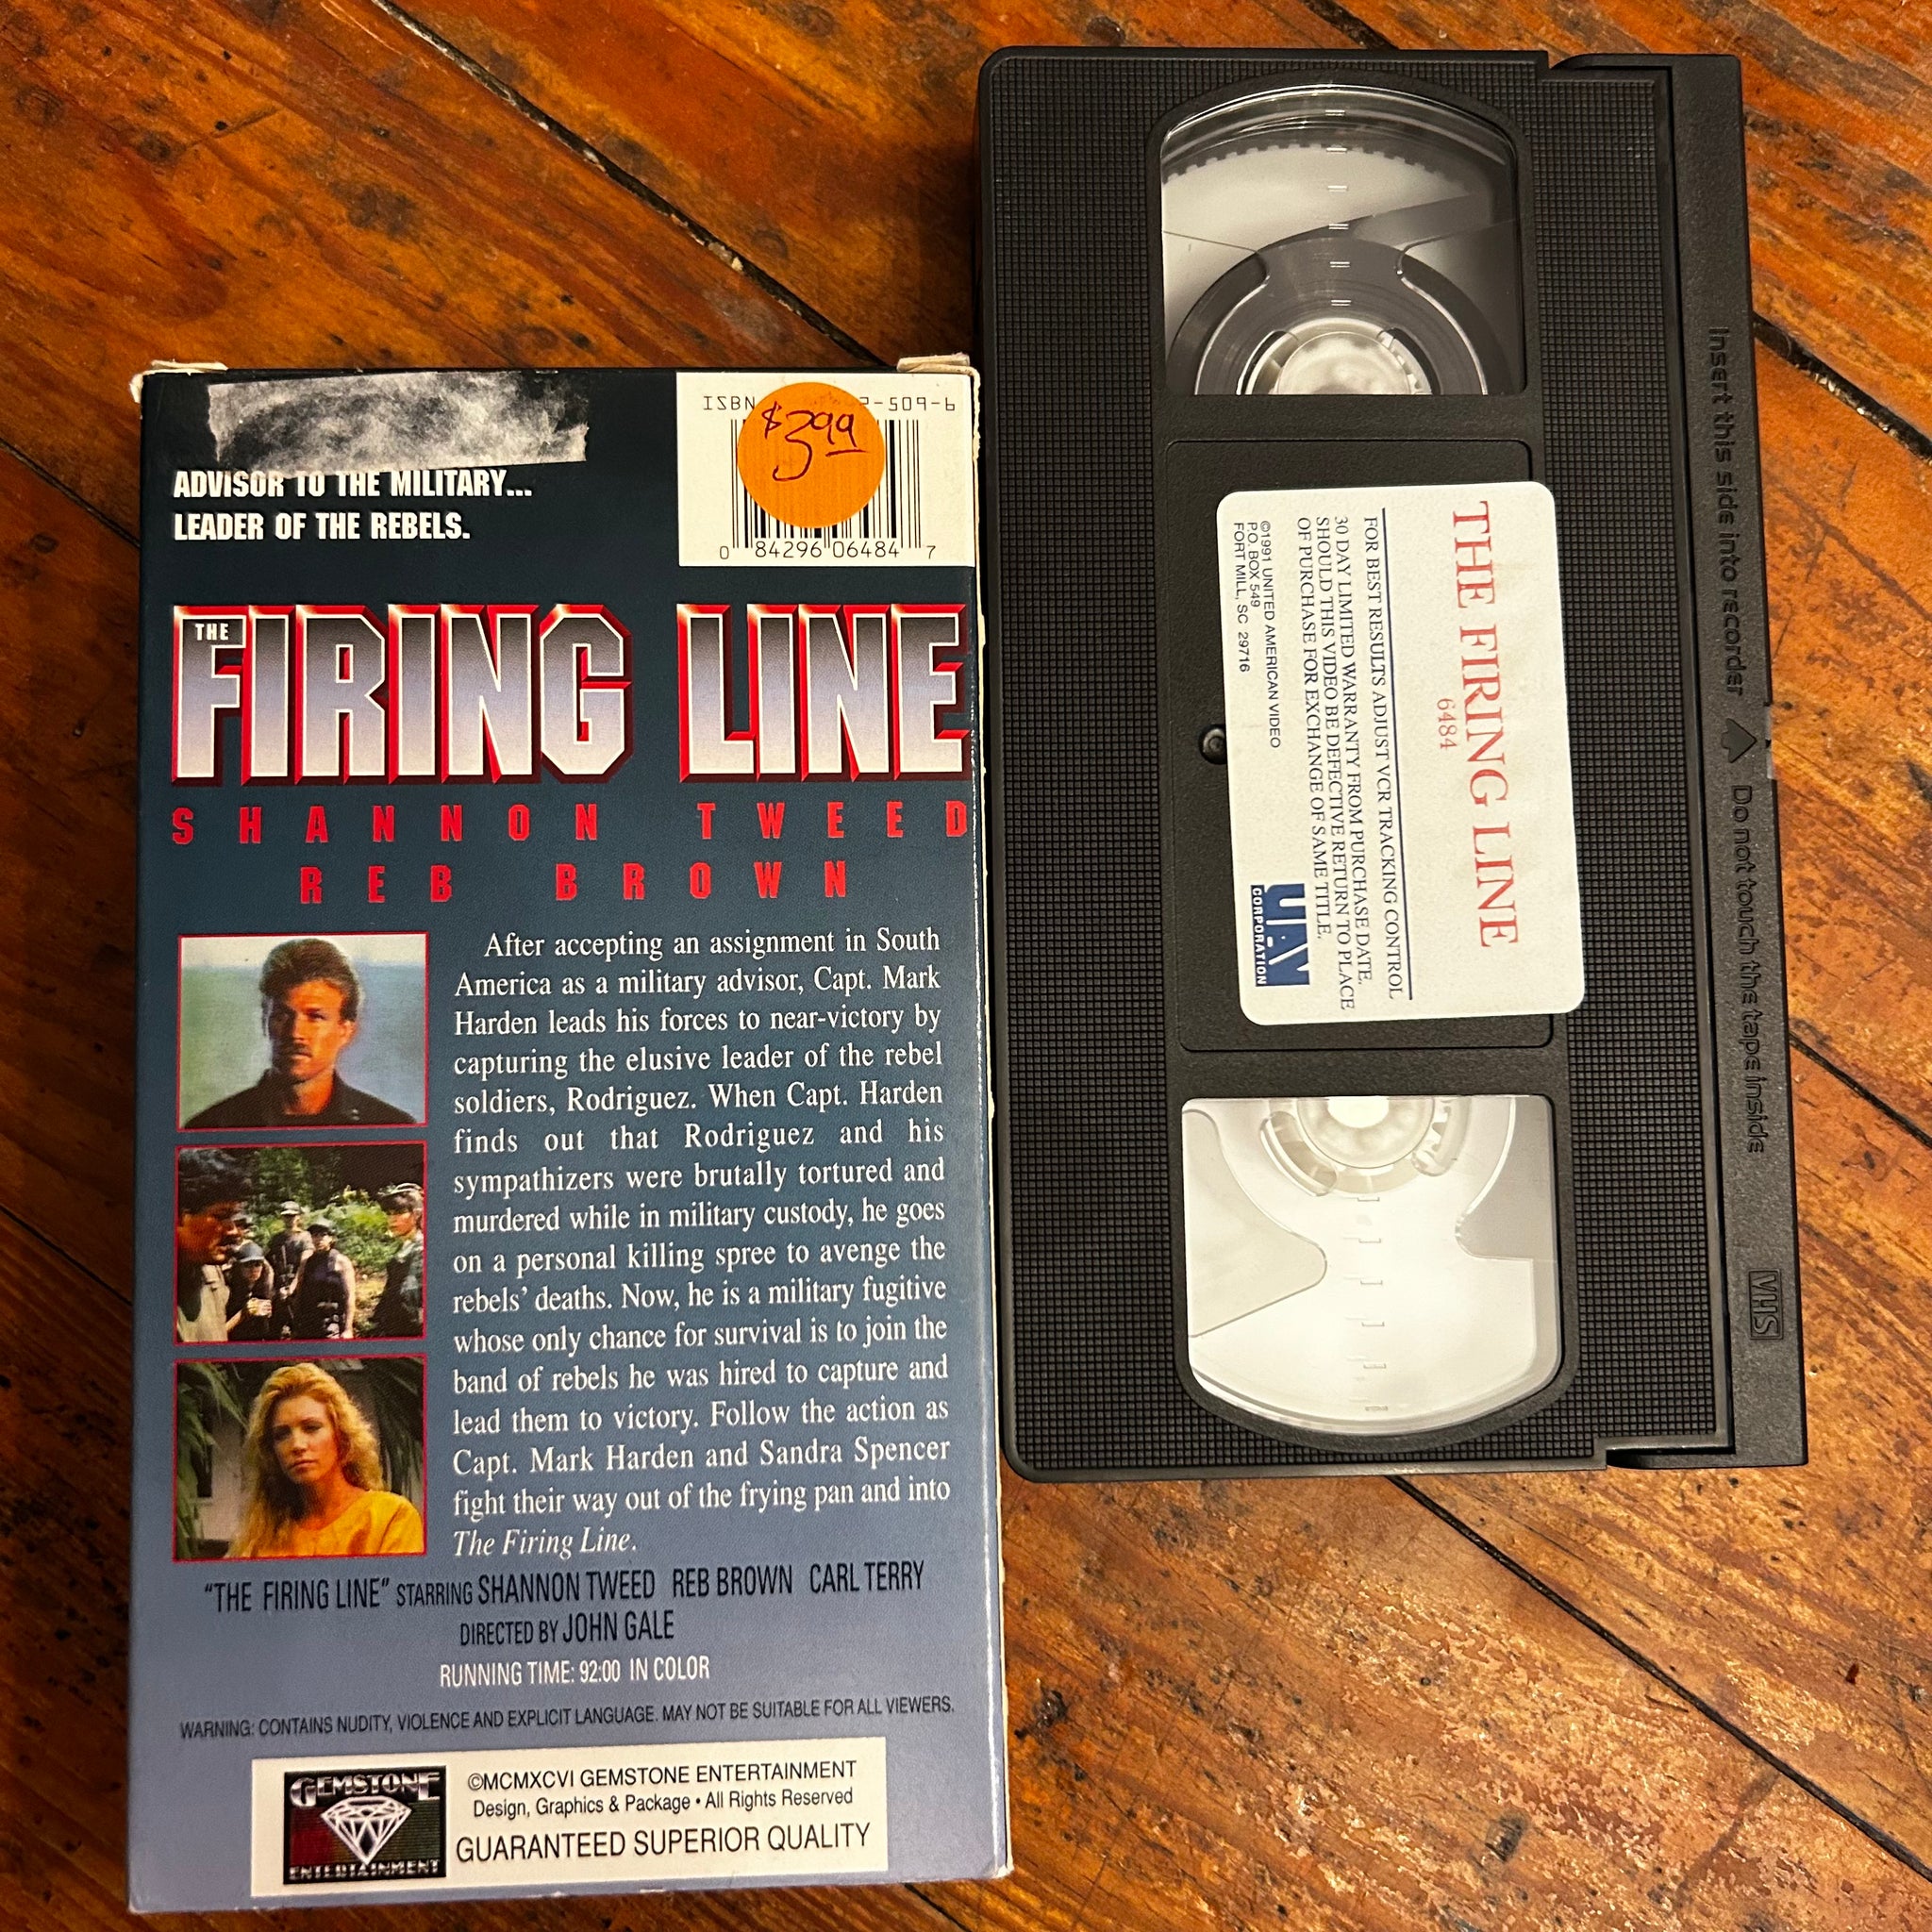 ISBN 2-509-6
$3.99
0 84296 06484 7
ADVISOR TO THE MILITARY...
LEADER OF THE REBELS.
THE FIRING LINE
SHANNON TWEED
REB BROWN
After accepting an assignment in South
America as a military advisor, Capt. Mark
Harden leads his forces to near-victory by
capturing the elusive leader of the rebel
soldiers, Rodriguez. When Capt. Harden
finds out that Rodriguez and his
sympathizers were brutally tortured and
murdered while in military custody, he goes
on a personal killing spree to avenge the
rebels' deaths. Now, he is a military fugitive
whose only chance for survival is to join the
band of rebels he was hired to capture and
lead them to victory. Follow the action as
Capt. Mark Harden and Sandra Spencer
fight their way out of the frying pan and into
The Firing Line.
"THE FIRING LINE" STARRING SHANNON TWEED REB BROWN CARL TERRY
DIRECTED BY JOHN GALE
RUNNING TIME: 92:00 IN COLOR
WARNING: CONTAINS NUDITY, VIOLENCE AND EXPLICIT LANGUAGE. MAY NOT BE SUITABLE FOR ALL VIEWERS.
GEMSTONE
ENTERTAINMENT
©MCMXCVI GEMSTONE ENTERTAINMENT
Design, Graphics & Package • All Rights Reserved
GUARANTEED SUPERIOR QUALITY
THE FIRING LINE
6484
FOR BEST RESULTS ADJUST VCR TRACKING CONTROL
30 DAY LIMITED WARRANTY FROM PURCHASE DATE.
SHOULD THIS VIDEO BE DEFECTIVE RETURN TO PLACE
OF PURCHASE FOR EXCHANGE OF SAME TITLE.
©1991 UNITED AMERICAN VIDEO
P.O. BOX 549
FORT MILL, SC 29716
UAV
CORPORATION
Insert this side into recorder
Do not touch the tape inside
VHS